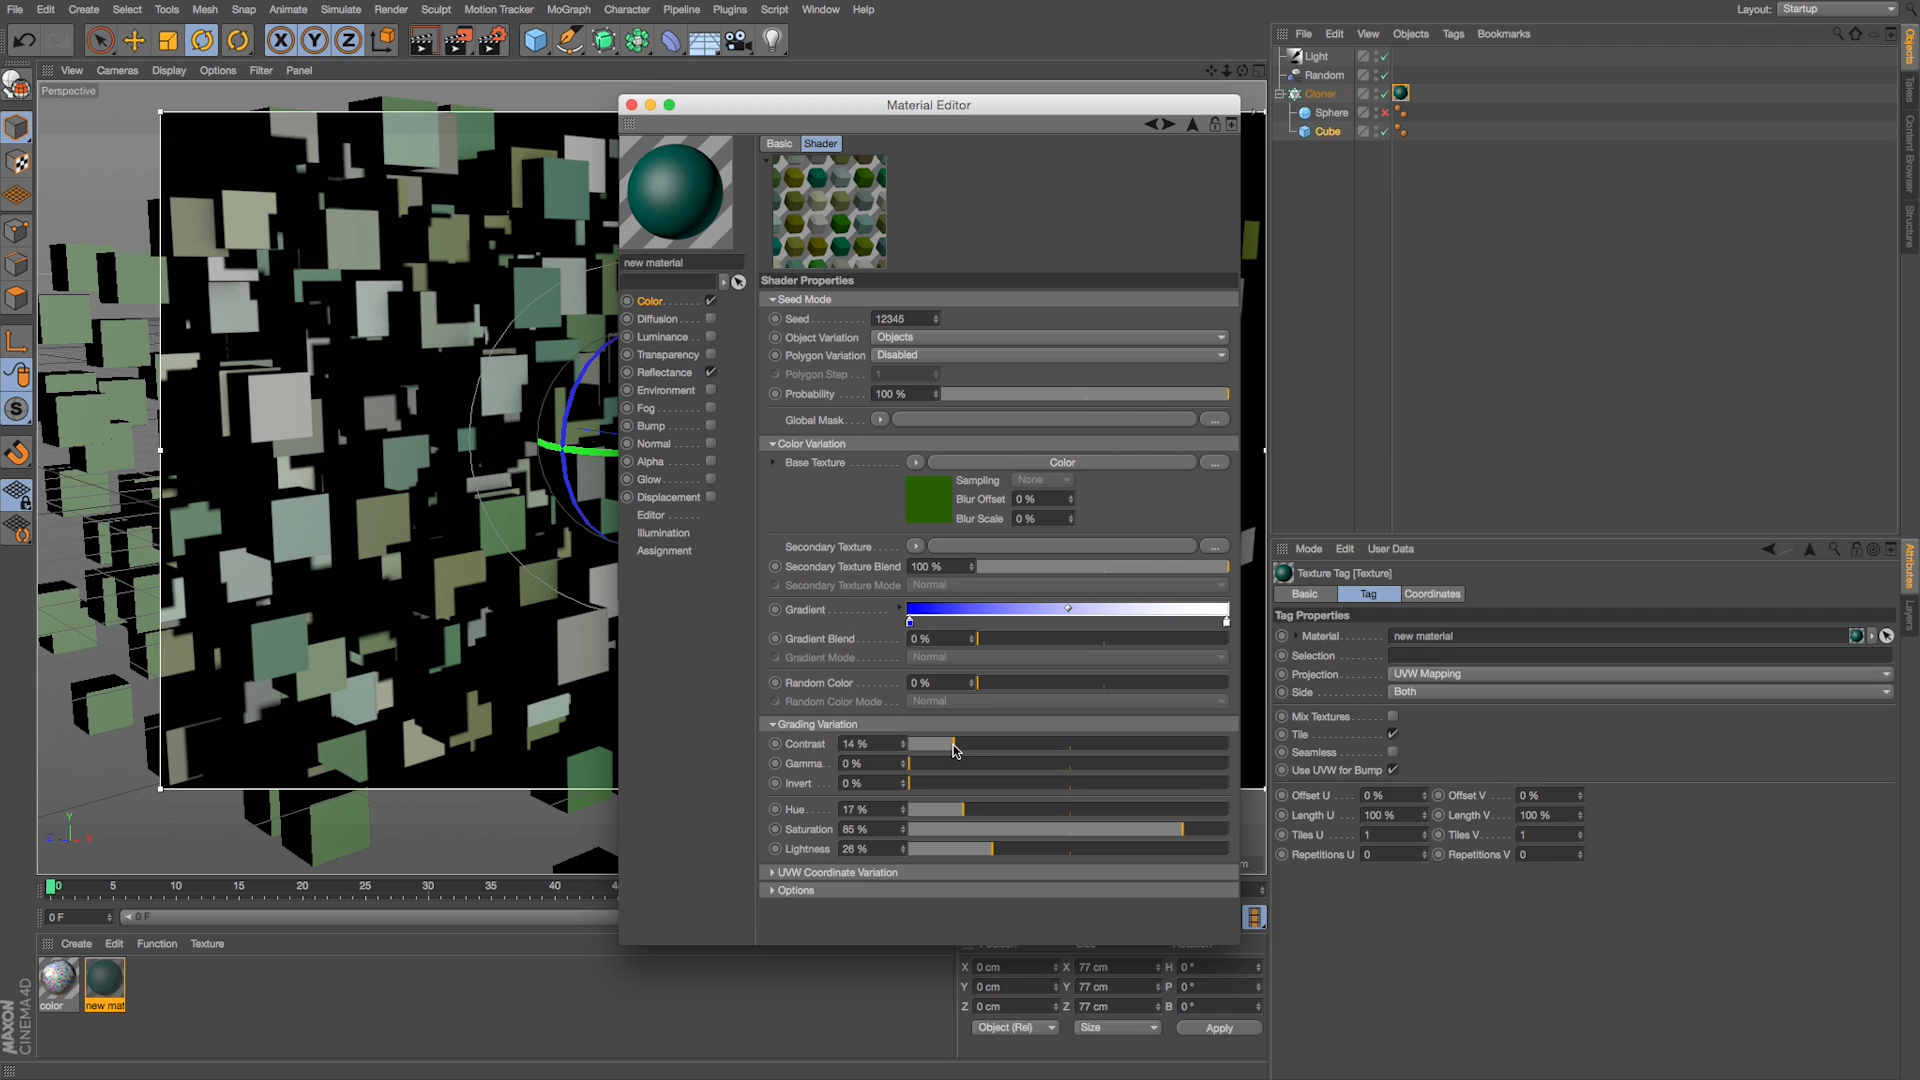 File Edit Create Select Tools Mesh Snap Animate Simulate Render Sculpt Motion Tracker MoGraph Character Pipeline Plugins Script Window Help
Layout: Startup
File Edit View Objects Tags Bookmarks
View Cameras Display Options Filter Panel
Perspective
Light
Random
Cloner
Sphere
Cube
Objects
Takes
Content Browser
Structure
Material Editor
Basic Shader
new material
Color
Diffusion
Luminance
Transparency
Reflectance
Environment
Fog
Bump
Normal
Alpha
Glow
Displacement
Editor
Illumination
Assignment
Shader Properties
Seed Mode
Seed 12345
Object Variation Objects
Polygon Variation Disabled
Polygon Step 1
Probability 100 %
Global Mask ...
Color Variation
Base Texture Color ...
Sampling None
Blur Offset 0 %
Blur Scale 0 %
Secondary Texture ...
Secondary Texture Blend 100 %
Secondary Texture Mode Normal
Gradient
Gradient Blend 0 %
Gradient Mode Normal
Random Color 0 %
Random Color Mode Normal
Grading Variation
Contrast 14 %
Gamma 0 %
Invert 0 %
Hue 17 %
Saturation 85 %
Lightness 26 %
UVW Coordinate Variation
Options
Mode Edit User Data
Texture Tag [Texture]
Basic Tag Coordinates
Tag Properties
Material new material
Selection
Projection UVW Mapping
Side Both
Mix Textures
Tile
Seamless
Use UVW for Bump
Offset U 0 % Offset V 0 %
Length U 100 % Length V 100 %
Tiles U 1 Tiles V 1
Repetitions U 0 Repetitions V 0
Attributes
Layers
Y
Z X
0 5 10 15 20 25 30 35 40
0 F 0 F
Create Edit Function Texture
color new mat
X 0 cm X 77 cm H 0 °
Y 0 cm Y 77 cm P 0 °
Z 0 cm Z 77 cm B 0 °
Object (Rel) Size Apply
MAXON
CINEMA 4D